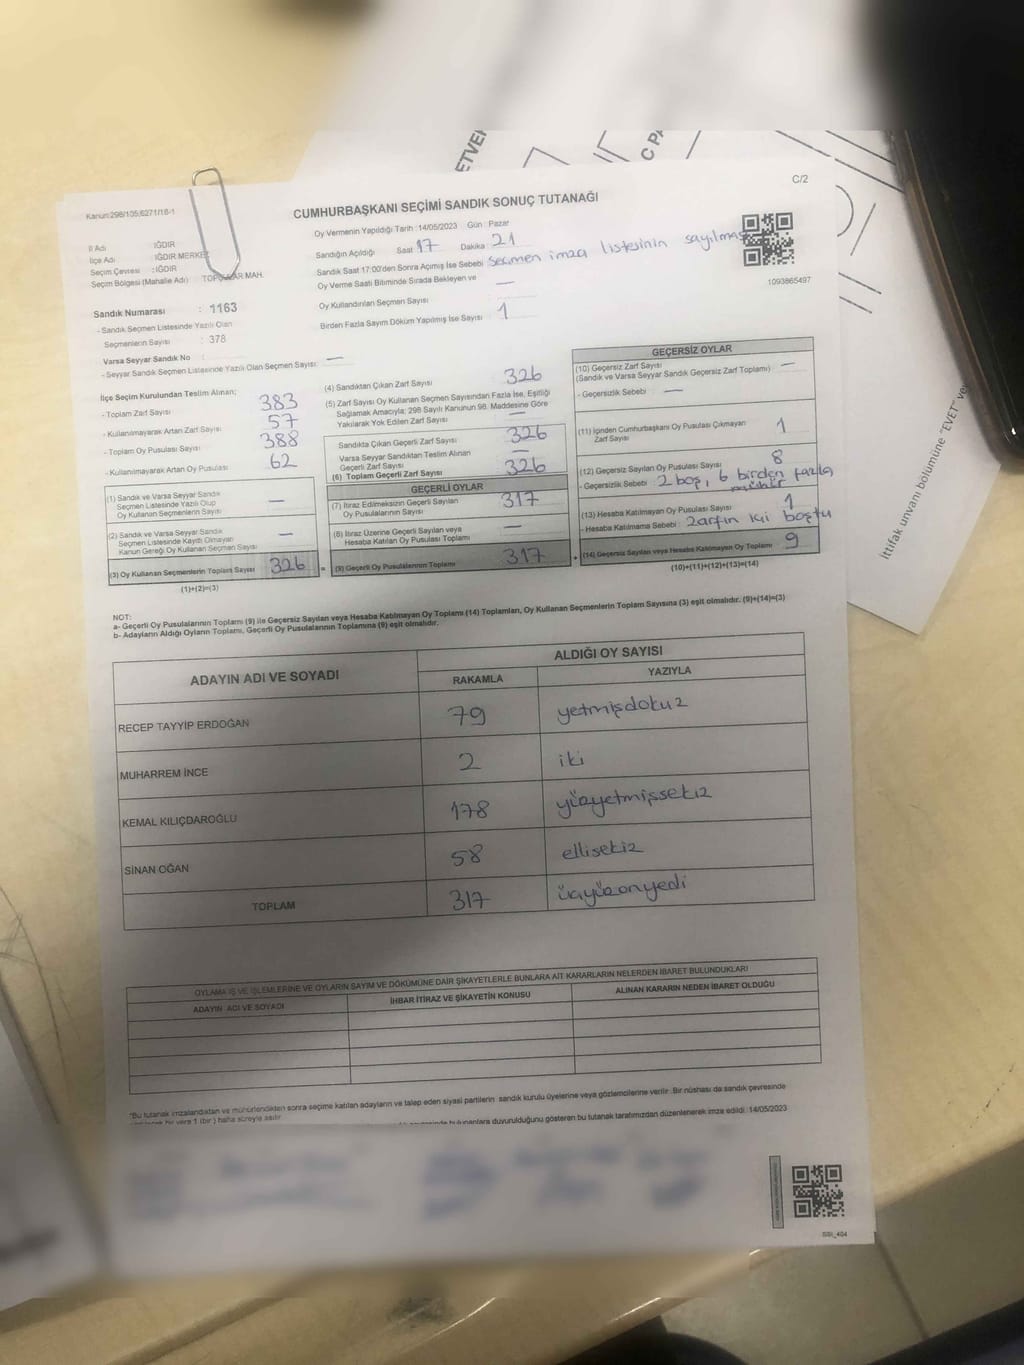 ETVER
C PA
C/2
Kanun:298/105;6271/18-1
CUMHURBAŞKANI SEÇİMİ SANDIK SONUÇ TUTANAĞI
Oy Vermenin Yapıldığı Tarih :14/05/2023 Gün : Pazar
İl Adı : IĞDIR
İlçe Adı IĞDIR MERKEZ
Seçim Çevresi :IĞDIR
Seçim Bölgesi (Mahalle Adı) : MAH.
Sandığın Açıldığı Saat 17 Dakika : 21
Sandık Saat 17:00'den Sonra Açımış İse Sebebi Seçmen imza listesinin sayılması
Oy Verme Saati Bitiminde Sırada Bekleyen ve —
Oy Kullandırılan Seçmen Sayısı
Birden Fazla Sayım Döküm Yapılmış İse Sayısı : 1
1093865497
Sandık Numarası : 1163
- Sandık Seçmen Listesinde Yazılı Olan
Seçmenlerin Sayısı : 378
Varsa Seyyar Sandık No :
- Seyyar Sandık Seçmen Listesinde Yazılı Olan Seçmen Sayısı: —
İlçe Seçim Kurulundan Teslim Alınan;
- Toplam Zarf Sayısı : 383
- Kullanılmayarak Artan Zarf Sayısı : 57
- Toplam Oy Pusulası Sayısı : 388
- Kullanılmayarak Artan Oy Pusulası : 62
(1) Sandık ve Varsa Seyyar Sandık
Seçmen Listesinde Yazılı Olup
Oy Kullanan Seçmenlerin Sayısı —
(2) Sandık ve Varsa Seyyar Sandık
Seçmen Listesinde Kayıtlı Olmayan
Kanun Gereği Oy Kullanan Seçmen Sayısı —
(3) Oy Kullanan Seçmenlerin Toplam Sayısı 326 =
(1)+(2)=(3)
(4) Sandıktan Çıkan Zarf Sayısı 326
(5) Zarf Sayısı Oy Kullanan Seçmen Sayısından Fazla İse, Eşitliği
Sağlamak Amacıyla; 298 Sayılı Kanunun 98. Maddesine Göre
Yakılarak Yok Edilen Zarf Sayısı —
Sandıkta Çıkan Geçerli Zarf Sayısı 326
Varsa Seyyar Sandıktan Teslim Alınan
Geçerli Zarf Sayısı —
(6) Toplam Geçerli Zarf Sayısı 326
GEÇERLİ OYLAR
(7) İtiraz Edilmeksizin Geçerli Sayılan
Oy Pusulalarının Sayısı 317
(8) İtiraz Üzerine Geçerli Sayılan veya
Hesaba Katılan Oy Pusulası Toplamı —
(9) Geçerli Oy Pusulalarının Toplamı 317 +
GEÇERSİZ OYLAR
(10) Geçersiz Zarf Sayısı
(Sandık ve Varsa Seyyar Sandık Geçersiz Zarf Toplamı) : —
- Geçersizlik Sebebi : —
(11) İçinden Cumhurbaşkanı Oy Pusulası Çıkmayan
Zarf Sayısı 1
(12) Geçersiz Sayılan Oy Pusulası Sayısı 8
- Geçersizlik Sebebi : 2 boş, 6 birden fazla
mühür
(13) Hesaba Katılmayan Oy Pusulası Sayısı 1
- Hesaba Katılmama Sebebi : Zarfın içi boştu
(14) Geçersiz Sayılan veya Hesaba Katılmayan Oy Toplamı 9
(10)+(11)+(12)+(13)=(14)
NOT:
a- Geçerli Oy Pusulalarının Toplamı (9) ile Geçersiz Sayılan veya Hesaba Katılmayan Oy Toplamı (14) Toplamları, Oy Kullanan Seçmenlerin Toplam Sayısına (3) eşit olmalıdır. (9)+(14)=(3)
b- Adayların Aldığı Oyların Toplamı, Geçerli Oy Pusulalarının Toplamına (9) eşit olmalıdır.
ADAYIN ADI VE SOYADI
ALDIĞI OY SAYISI
RAKAMLA YAZIYLA
RECEP TAYYİP ERDOĞAN 79 yetmişdokuz
MUHARREM İNCE 2 iki
KEMAL KILIÇDAROĞLU 178 yüzyetmişsekiz
SİNAN OĞAN 58 ellisekiz
TOPLAM 317 üçyüzonyedi
OYLAMA İŞ VE İŞLEMLERİNE VE OYLARIN SAYIM VE DÖKÜMÜNE DAİR ŞİKAYETLERLE BUNLARA AİT KARARLARIN NELERDEN İBARET BULUNDUKLARI
ADAYIN ADI VE SOYADI İHBAR İTİRAZ VE ŞİKAYETİN KONUSU ALINAN KARARIN NEDEN İBARET OLDUĞU
*Bu tutanak imzalandıktan ve mühürlendikten sonra seçime katılan adayların ve talep eden siyasi partilerin sandık kurulu üyelerine veya gözlemcilerine verilir. Bir nüshası da sandık çevresinde
bir yere 1 (bir) hafta süreyle asılır
bulunanlara duyurulduğunu gösteren bu tutanak tarafımızdan düzenlenerek imza edildi. 14/05/2023
İttifak unvanı bölümüne "EVET" ve